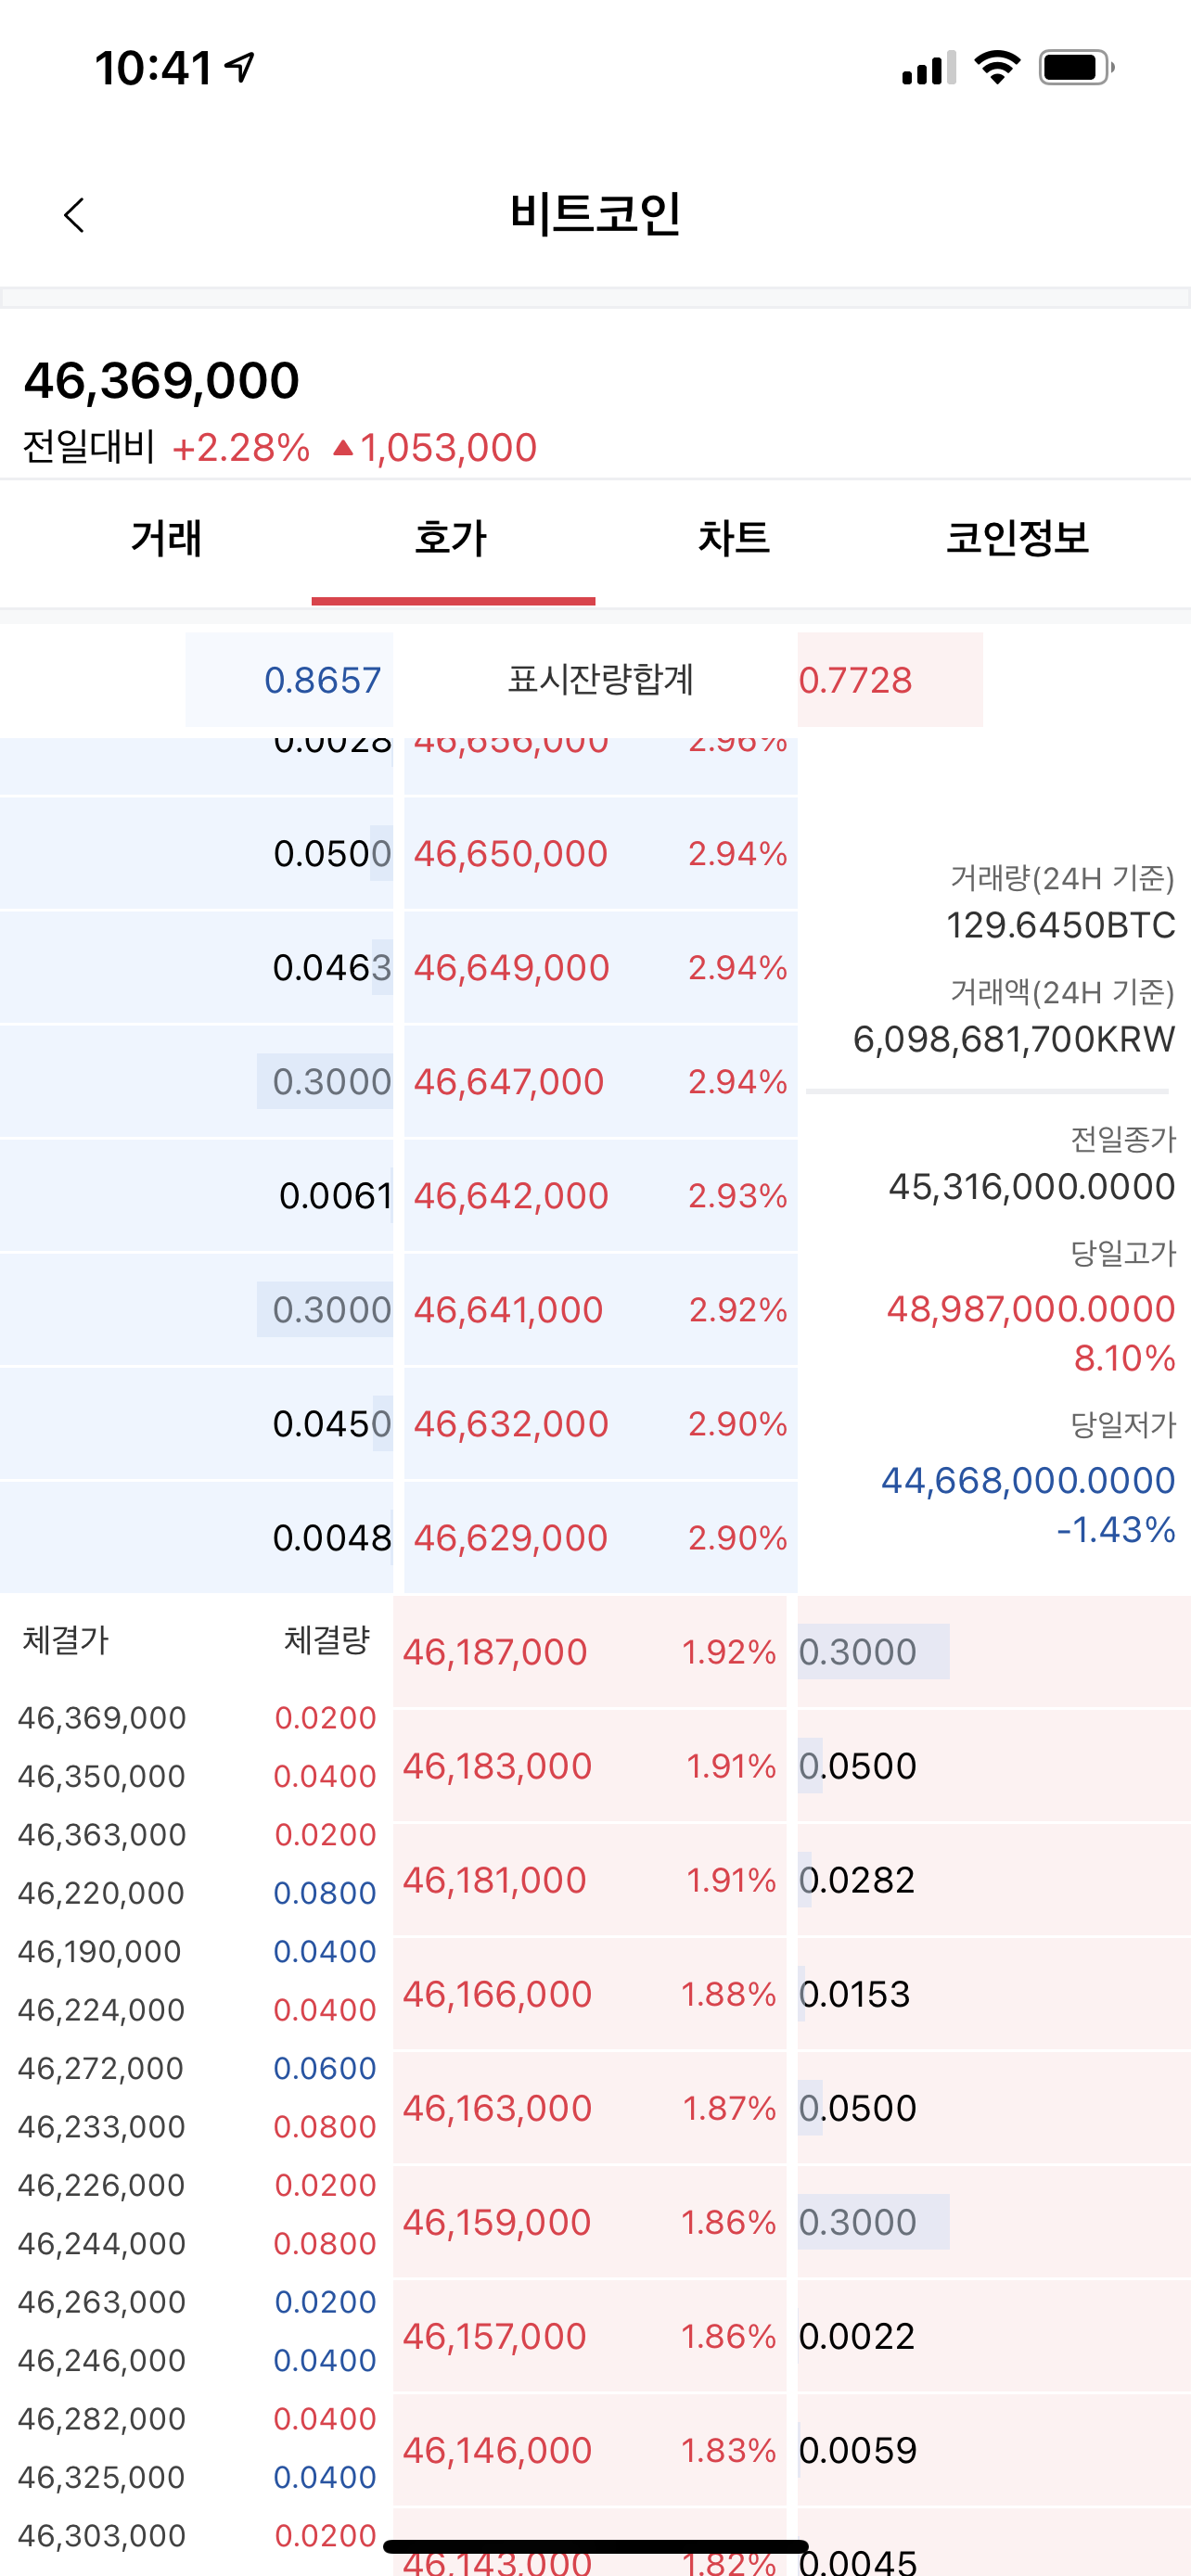 10:41
비트코인
46,369,000
전일대비 +2.28% ▲1,053,000
거래 호가 차트 코인정보
0.8657 표시잔량합계 0.7728
0.0028 46,656,000 2.96%
0.0500 46,650,000 2.94%
0.0463 46,649,000 2.94%
0.3000 46,647,000 2.94%
0.0061 46,642,000 2.93%
0.3000 46,641,000 2.92%
0.0450 46,632,000 2.90%
0.0048 46,629,000 2.90%
거래량(24H 기준)
129.6450BTC
거래액(24H 기준)
6,098,681,700KRW
전일종가
45,316,000.0000
당일고가
48,987,000.0000
8.10%
당일저가
44,668,000.0000
-1.43%
체결가 체결량
46,369,000 0.0200
46,350,000 0.0400
46,363,000 0.0200
46,220,000 0.0800
46,190,000 0.0400
46,224,000 0.0400
46,272,000 0.0600
46,233,000 0.0800
46,226,000 0.0200
46,244,000 0.0800
46,263,000 0.0200
46,246,000 0.0400
46,282,000 0.0400
46,325,000 0.0400
46,303,000 0.0200
46,187,000 1.92% 0.3000
46,183,000 1.91% 0.0500
46,181,000 1.91% 0.0282
46,166,000 1.88% 0.0153
46,163,000 1.87% 0.0500
46,159,000 1.86% 0.3000
46,157,000 1.86% 0.0022
46,146,000 1.83% 0.0059
46,143,000 1.82% 0.0045